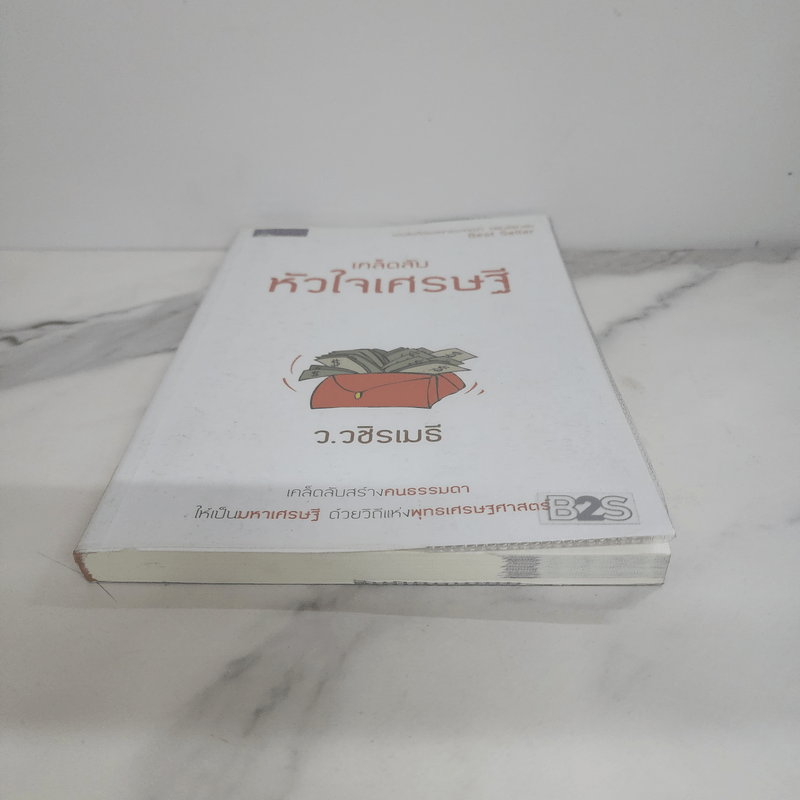 Best Seller
เคล็ดลับ
หัวใจเศรษฐี
ว.วชิรเมธี
เคล็ดลับสร้างคนธรรมดา
ให้เป็นมหาเศรษฐี ด้วยวิถีแห่งพุทธเศรษฐศาสตร์
B2S